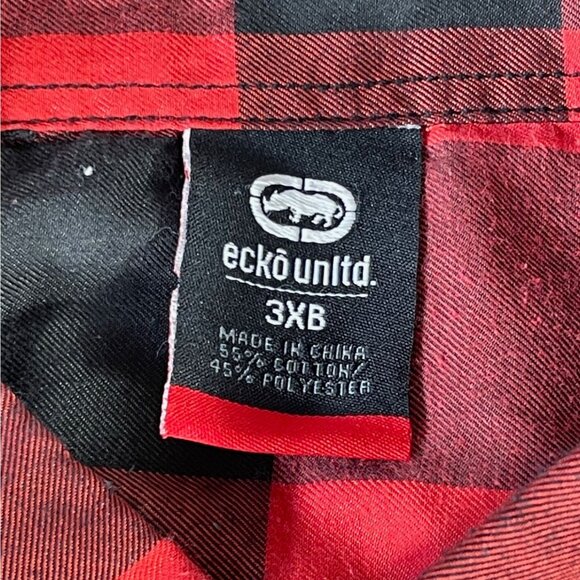 eckō unltd.
3XB
MADE IN CHINA
55% COTTON/
45% POLYESTER